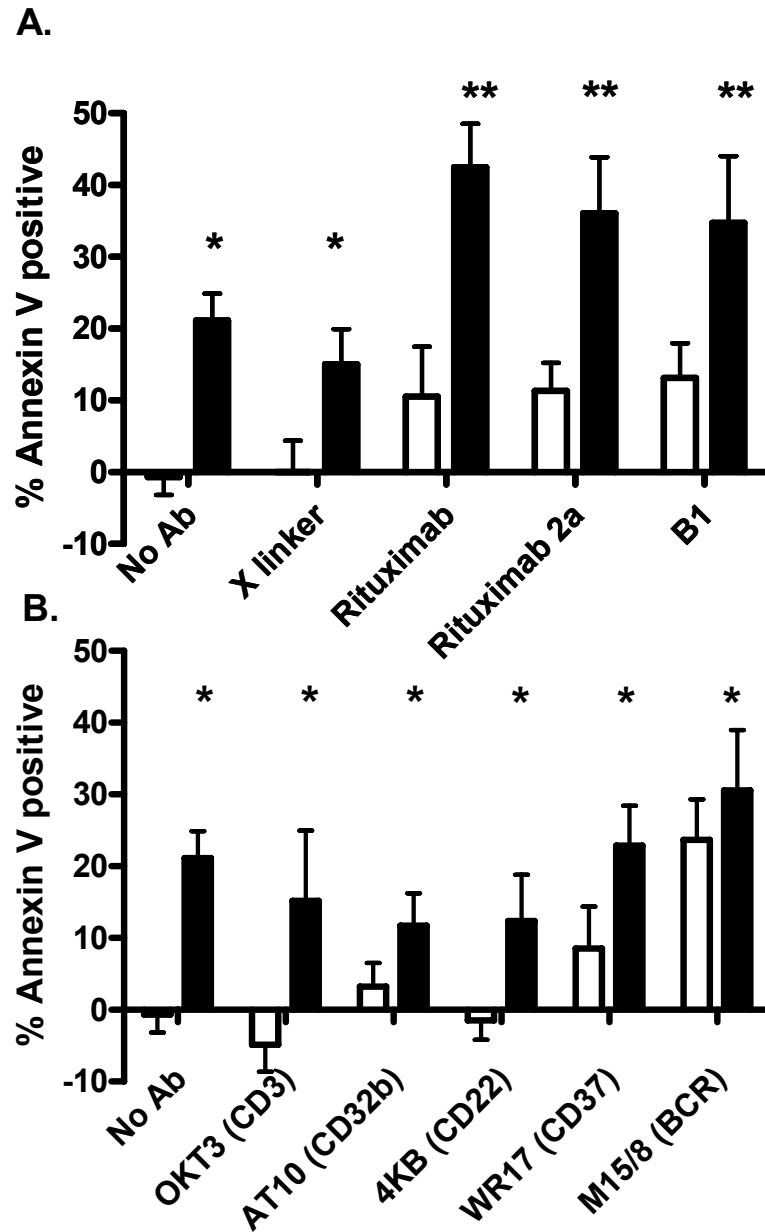 A.
** ** **
* *
50
40
30
20
10
0
-10
% Annexin V positive
No Ab
X linker
Rituximab
Rituximab 2a
B1
B.
* * * * * *
50
40
30
20
10
0
-10
% Annexin V positive
No Ab
OKT3 (CD3)
AT10 (CD32b)
4KB (CD22)
WR17 (CD37)
M15/8 (BCR)